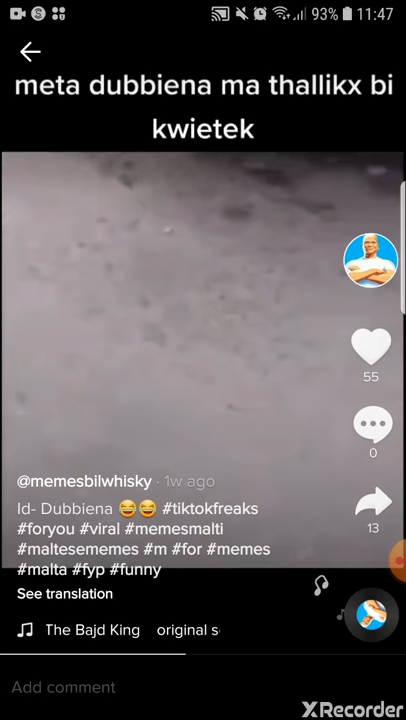 93% 11:47
meta dubbiena ma thallikx bi
kwietek
55
0
@memesbilwhisky · 1w ago
Id- Dubbiena 😂😂 #tiktokfreaks
#foryou #viral #memesmalti
#maltesememes #m #for #memes
#malta #fyp #funny
13
See translation
The Bajd King original s
Add comment
XRecorder